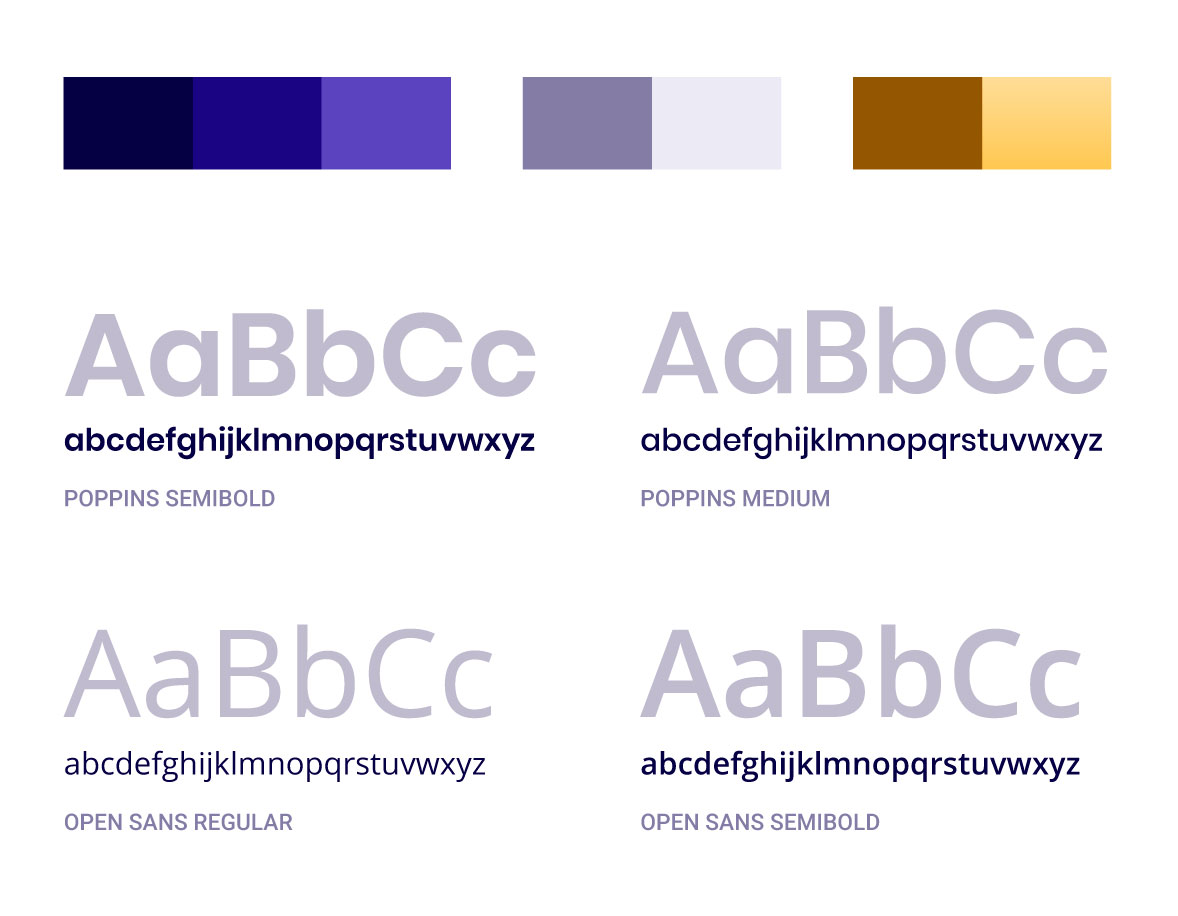 AaBbCc
abcdefghijklmnopqrstuvwxyz
POPPINS SEMIBOLD
AaBbCc
abcdefghijklmnopqrstuvwxyz
POPPINS MEDIUM
AaBbCc
abcdefghijklmnopqrstuvwxyz
OPEN SANS REGULAR
AaBbCc
abcdefghijklmnopqrstuvwxyz
OPEN SANS SEMIBOLD